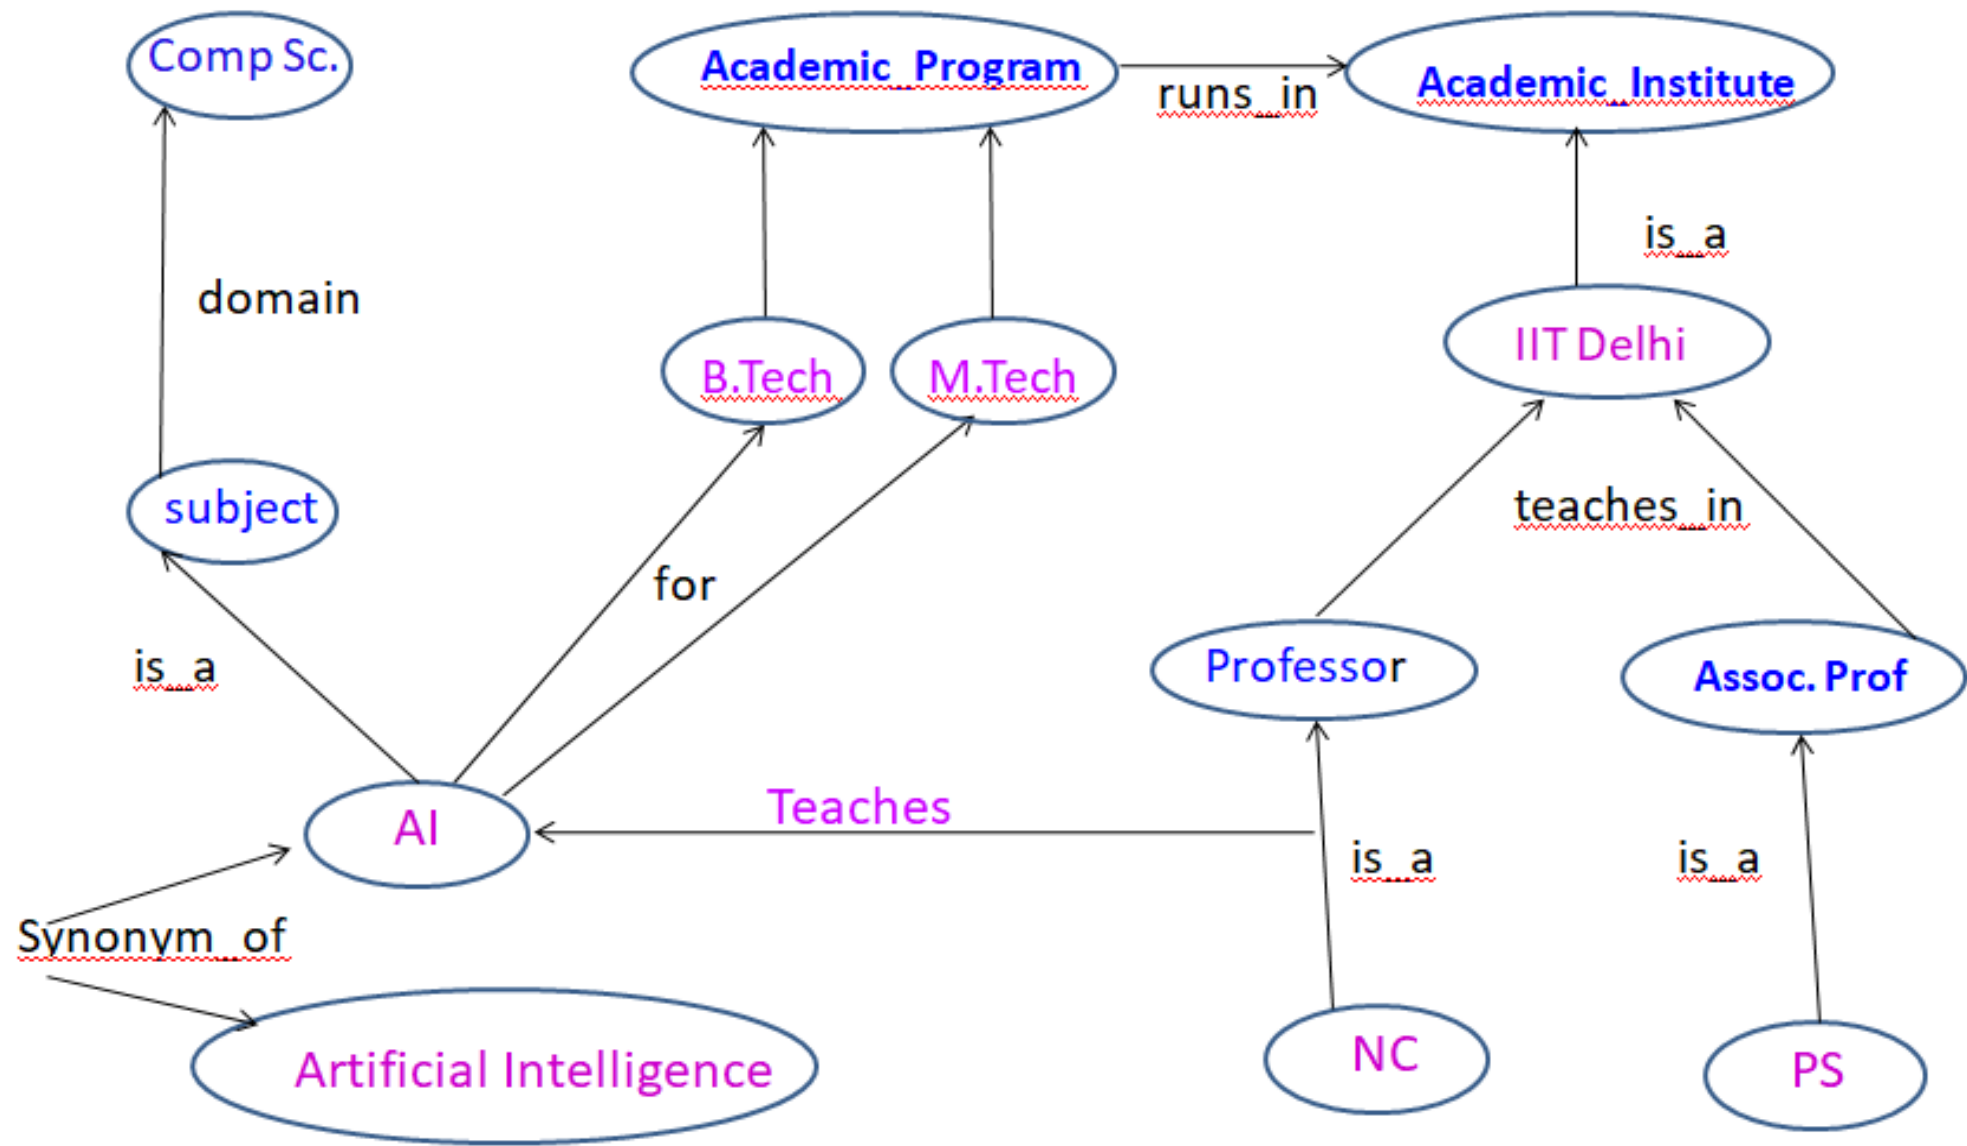 Comp Sc.
Academic_Program
Academic_Institute
runs_in
is_a
domain
IIT Delhi
B.Tech
M.Tech
subject
teaches_in
for
is_a
Professor
Assoc. Prof
Teaches
AI
is_a
is_a
Synonym_of
NC
Artificial Intelligence
PS